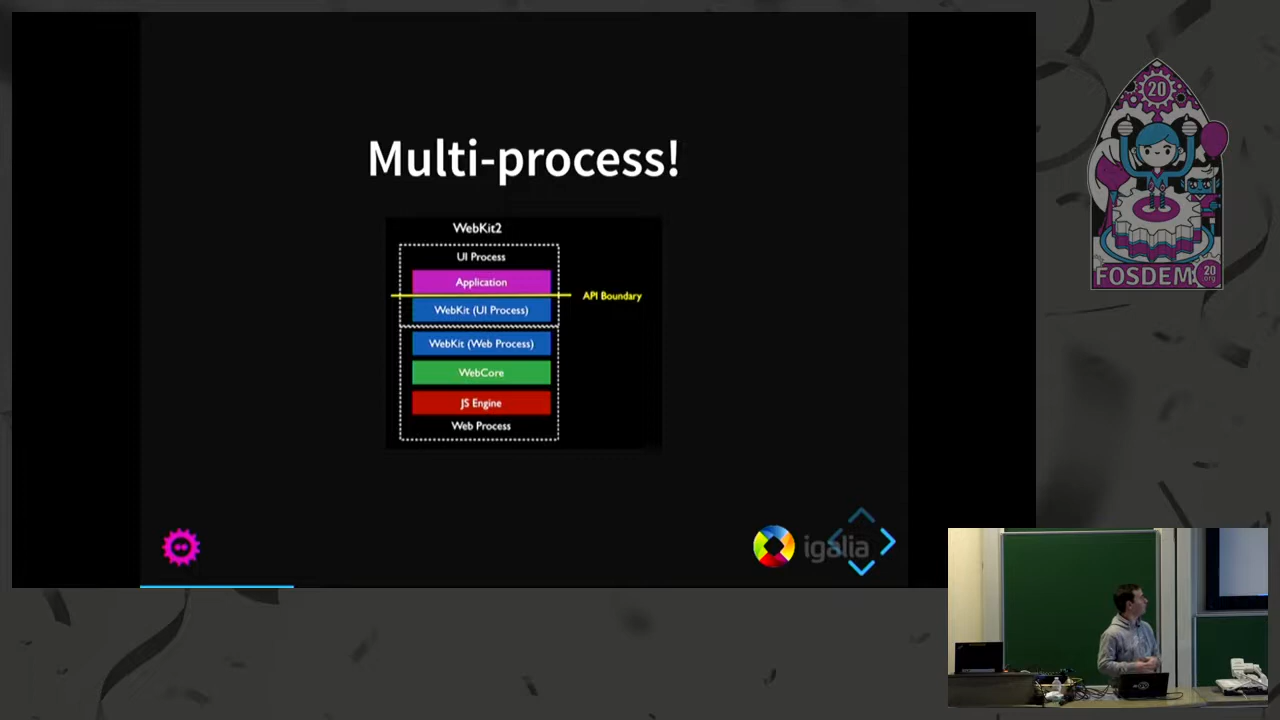 Multi-process!
WebKit2
UI Process
Application
API Boundary
WebKit (UI Process)
WebKit (Web Process)
WebCore
JS Engine
Web Process
igalia
20
FOSDEM
20
.org